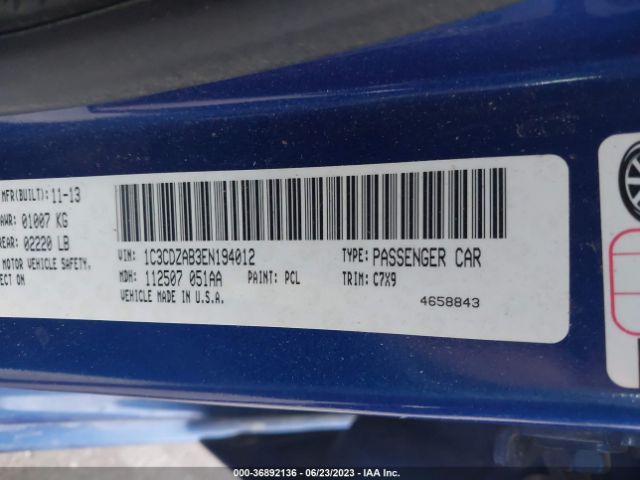 MFR(BUILT): 11-13
AWR: 01007 KG
REAR: 02220 LB
MOTOR VEHICLE SAFETY.
ECT ON
VIN: 1C3CDZAB3EN194012 TYPE: PASSENGER CAR
MDH: 112507 051AA PAINT: PCL TRIM: C7X9
VEHICLE MADE IN U.S.A. 4658843
000-36892136 - 06/23/2023 - IAA Inc.